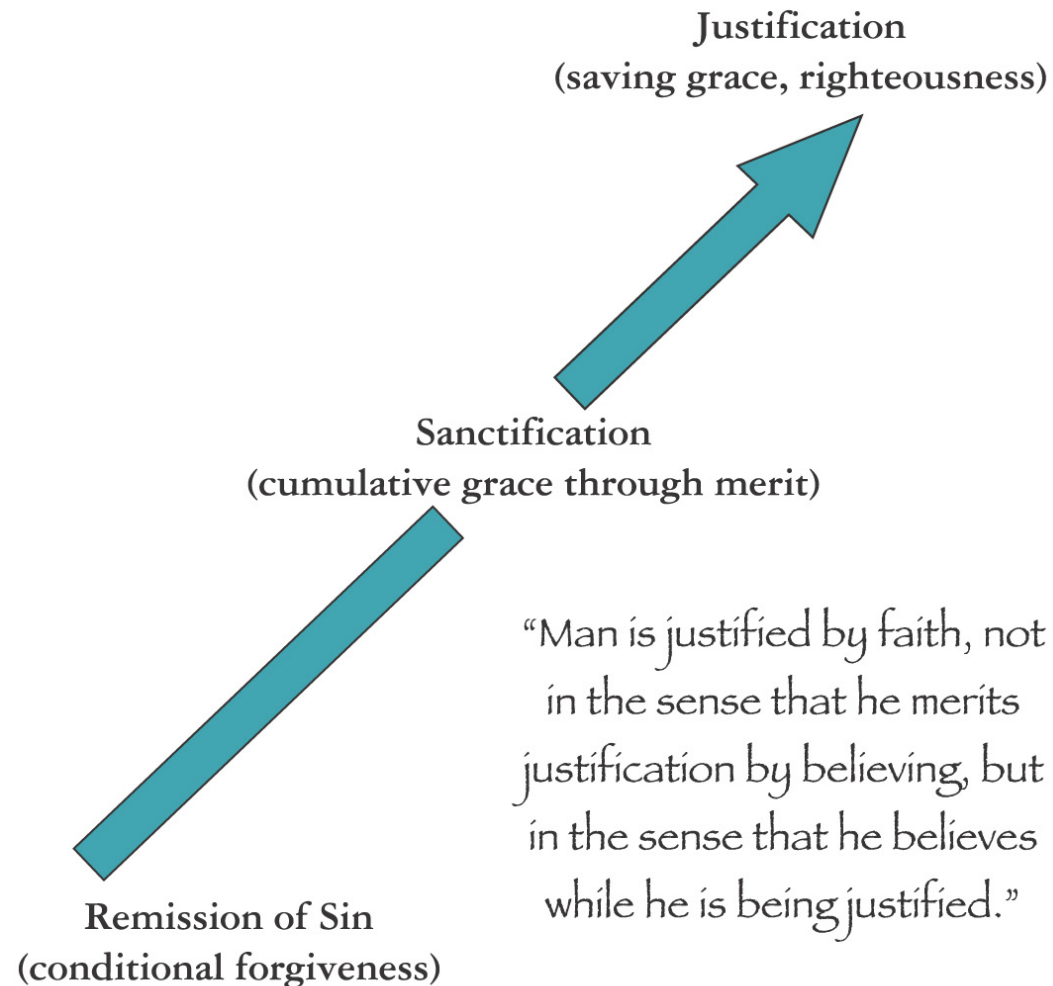 Justification
(saving grace, righteousness)
Sanctification
(cumulative grace through merit)
“Man is justified by faith, not
in the sense that he merits
justification by believing, but
in the sense that he believes
while he is being justified.”
Remission of Sin
(conditional forgiveness)